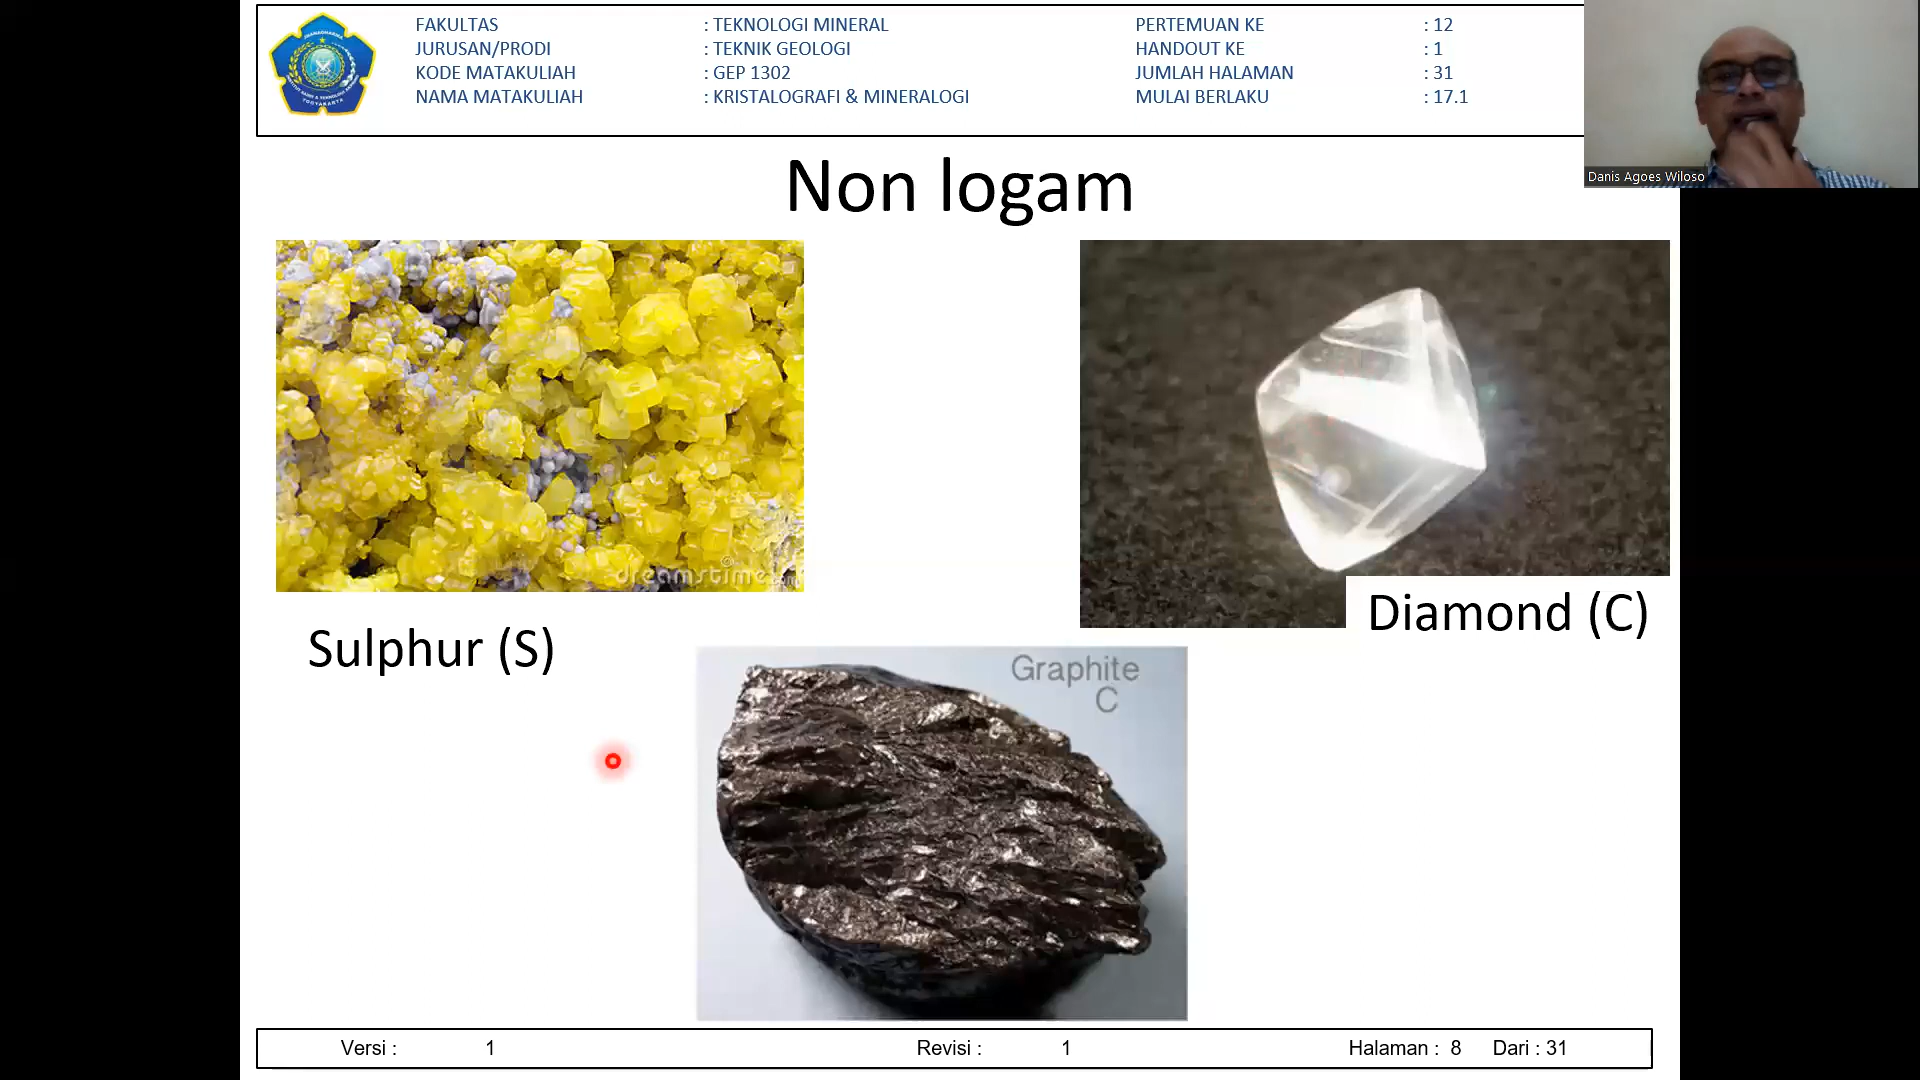 FAKULTAS : TEKNOLOGI MINERAL PERTEMUAN KE : 12
JURUSAN/PRODI : TEKNIK GEOLOGI HANDOUT KE : 1
KODE MATAKULIAH : GEP 1302 JUMLAH HALAMAN : 31
NAMA MATAKULIAH : KRISTALOGRAFI & MINERALOGI MULAI BERLAKU : 17.1
YOGYAKARTA
Danis Agoes Wiloso
Non logam
dreamstime.com
Diamond (C)
Sulphur (S)
Graphite
C
Versi : 1 Revisi : 1 Halaman : 8 Dari : 31